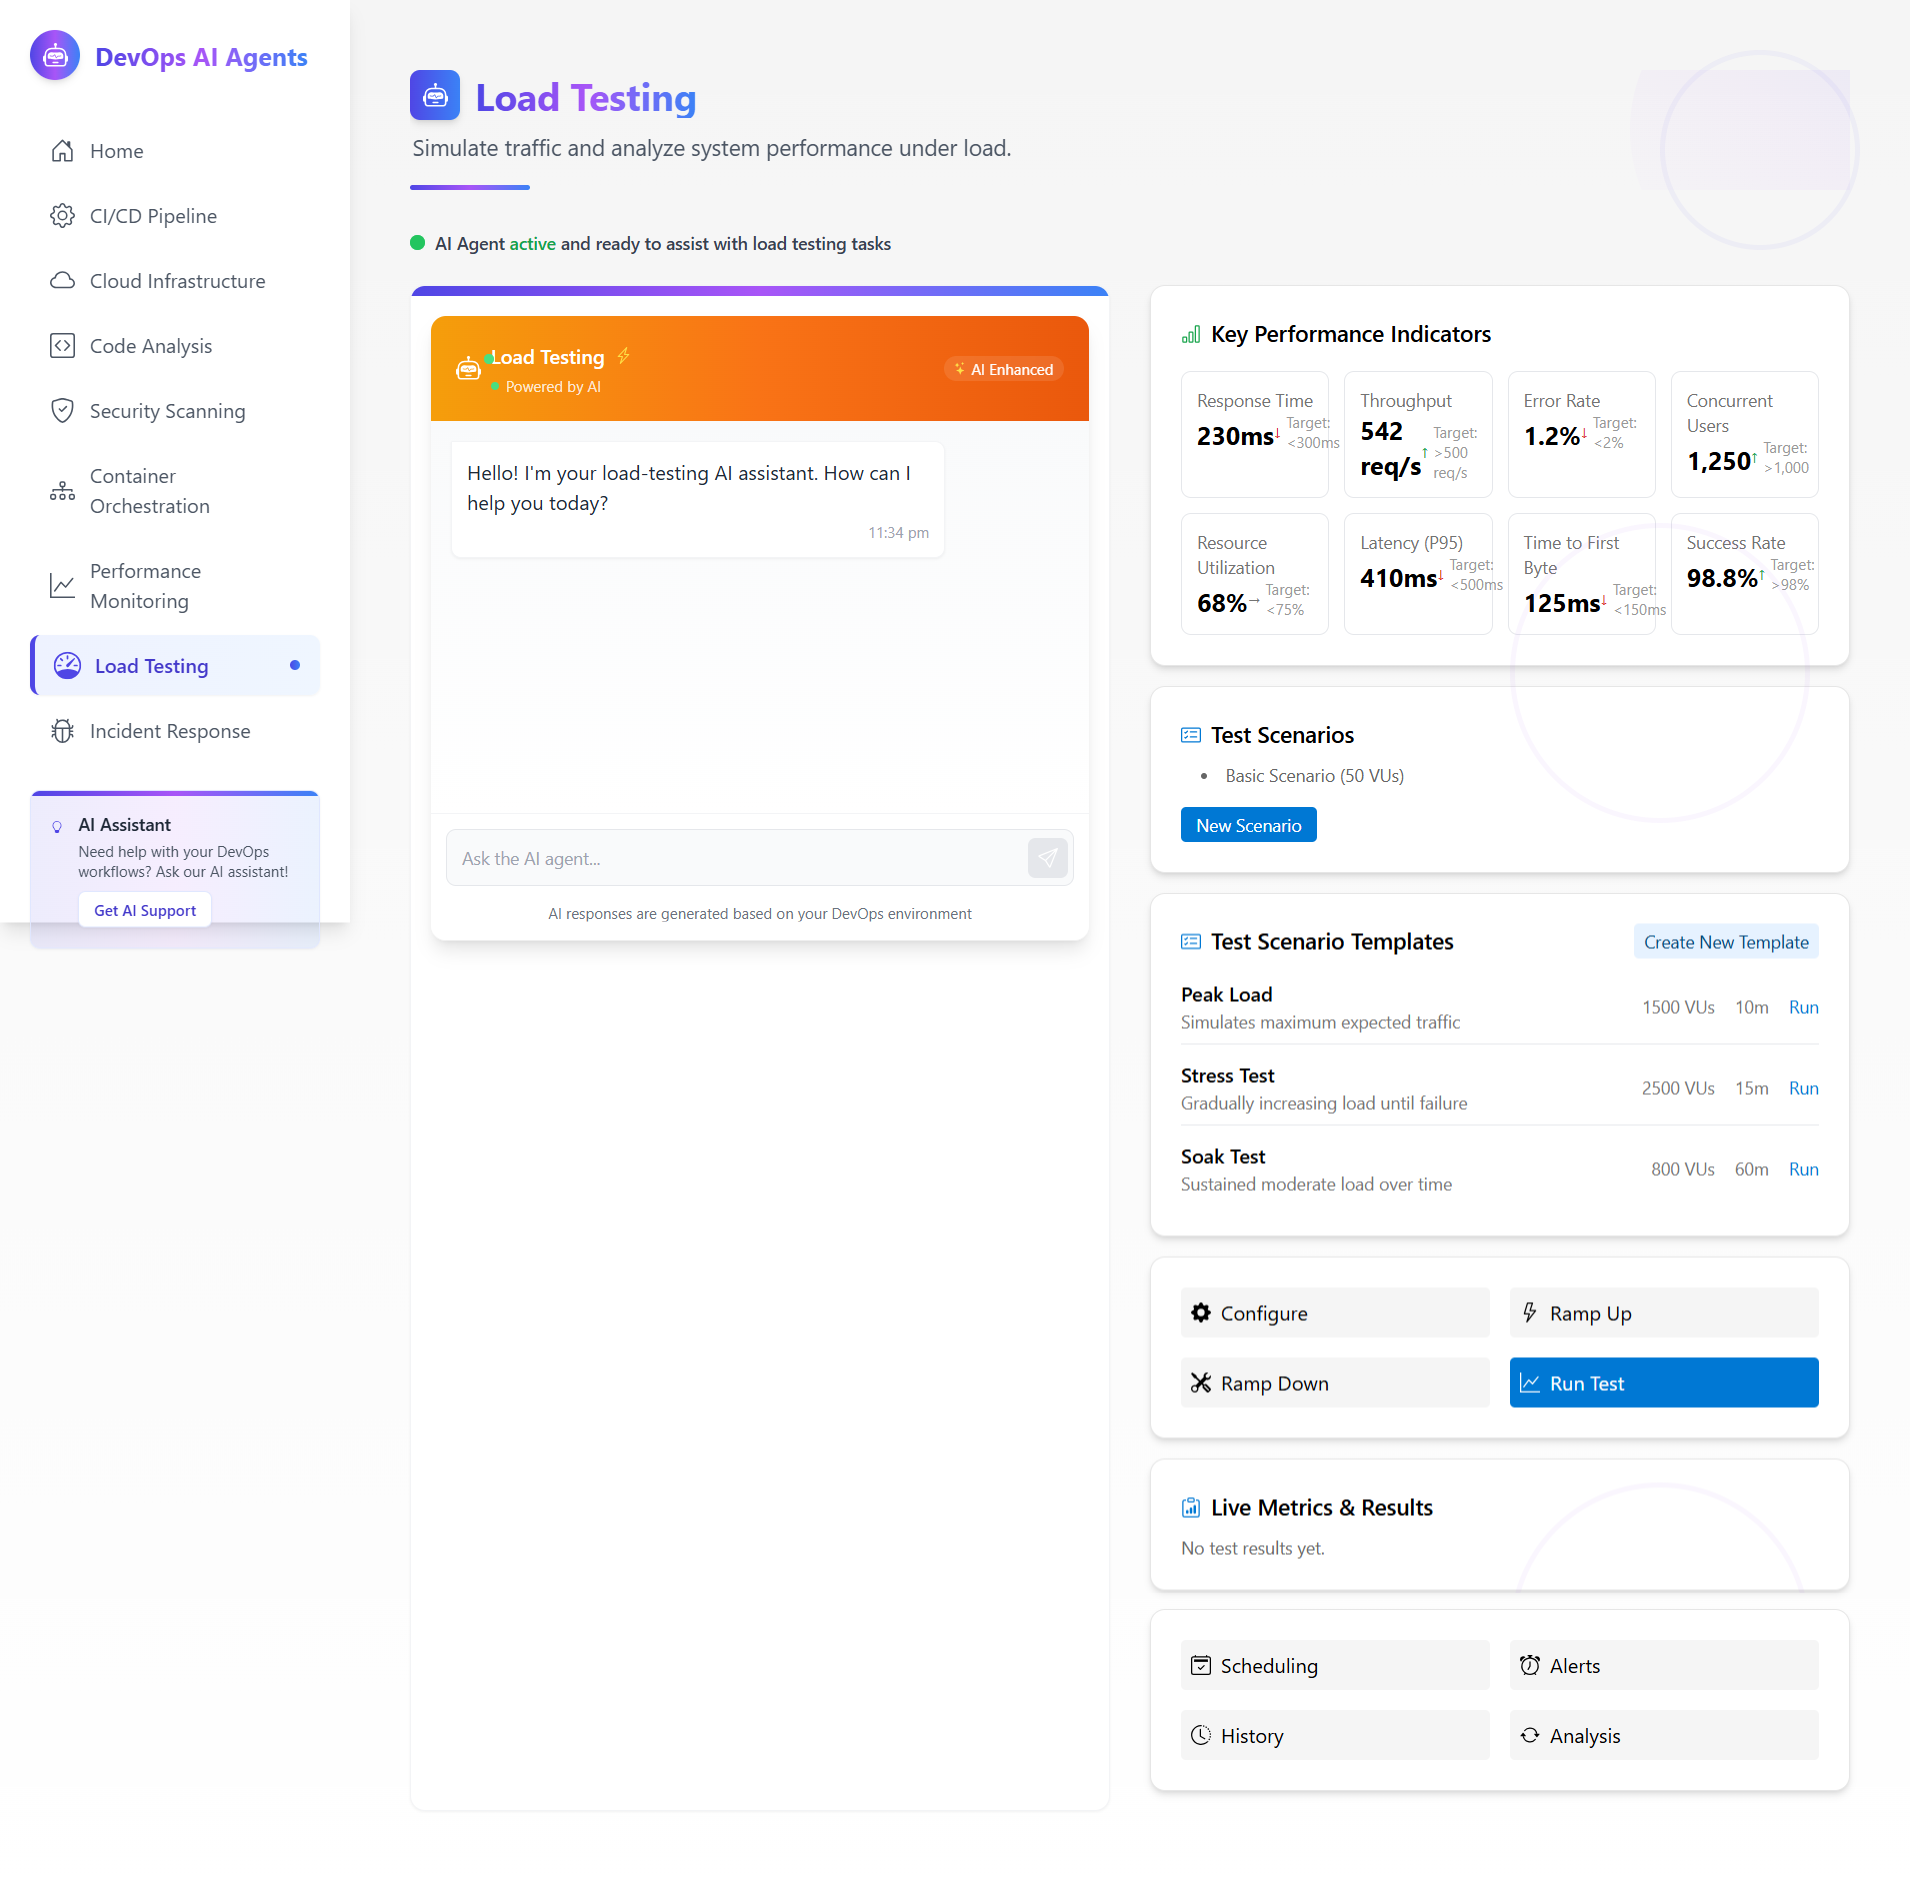 DevOps AI Agents
Home
CI/CD Pipeline
Cloud Infrastructure
Code Analysis
Security Scanning
Container
Orchestration
Performance
Monitoring
Load Testing
Incident Response
AI Assistant
Need help with your DevOps
workflows? Ask our AI assistant!
Get AI Support
Load Testing
Simulate traffic and analyze system performance under load.
AI Agent active and ready to assist with load testing tasks
Load Testing
Powered by AI
AI Enhanced
Hello! I'm your load-testing AI assistant. How can I
help you today?
11:34 pm
Ask the AI agent...
AI responses are generated based on your DevOps environment
Key Performance Indicators
Response Time
230ms↓ Target:
<300ms
Throughput
542
req/s↑ Target:
>500
req/s
Error Rate
1.2%↓ Target:
<2%
Concurrent
Users
1,250↑ Target:
>1,000
Resource
Utilization
68%→ Target:
<75%
Latency (P95)
410ms↓ Target:
<500ms
Time to First
Byte
125ms↓ Target:
<150ms
Success Rate
98.8%↑ Target:
>98%
Test Scenarios
• Basic Scenario (50 VUs)
New Scenario
Test Scenario Templates
Create New Template
Peak Load
Simulates maximum expected traffic
1500 VUs 10m Run
Stress Test
Gradually increasing load until failure
2500 VUs 15m Run
Soak Test
Sustained moderate load over time
800 VUs 60m Run
Configure
Ramp Up
Ramp Down
Run Test
Live Metrics & Results
No test results yet.
Scheduling
Alerts
History
Analysis